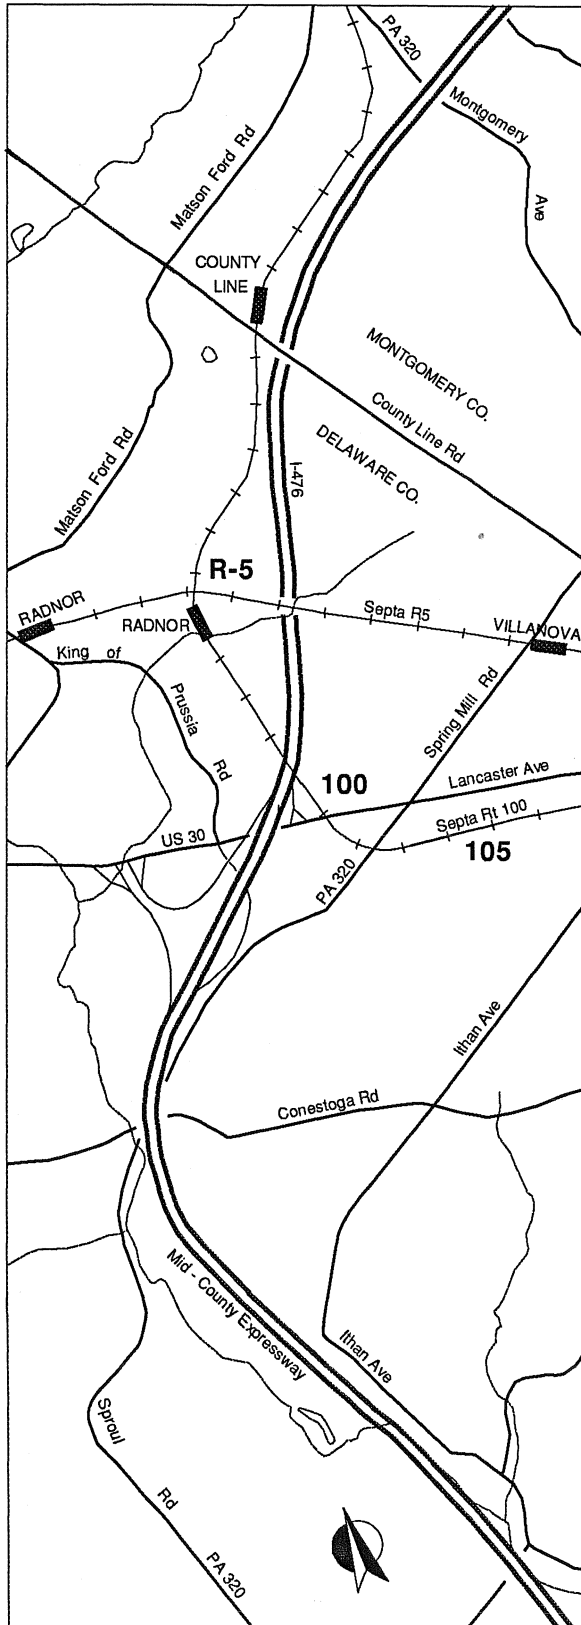 PA 320
Montgomery
Ave
Matson Ford Rd
COUNTY
LINE
MONTGOMERY CO.
County Line Rd
DELAWARE CO.
Matson Ford Rd
I-476
R-5
RADNOR
RADNOR
Septa R5
VILLANOVA
King of
Prussia
Rd
Spring Mill Rd
100
Lancaster Ave
Septa Rt 100
US 30
105
PA 320
Ithan Ave
Conestoga Rd
Mid - County Expressway
Ithan Ave
Sproul
Rd
PA 320